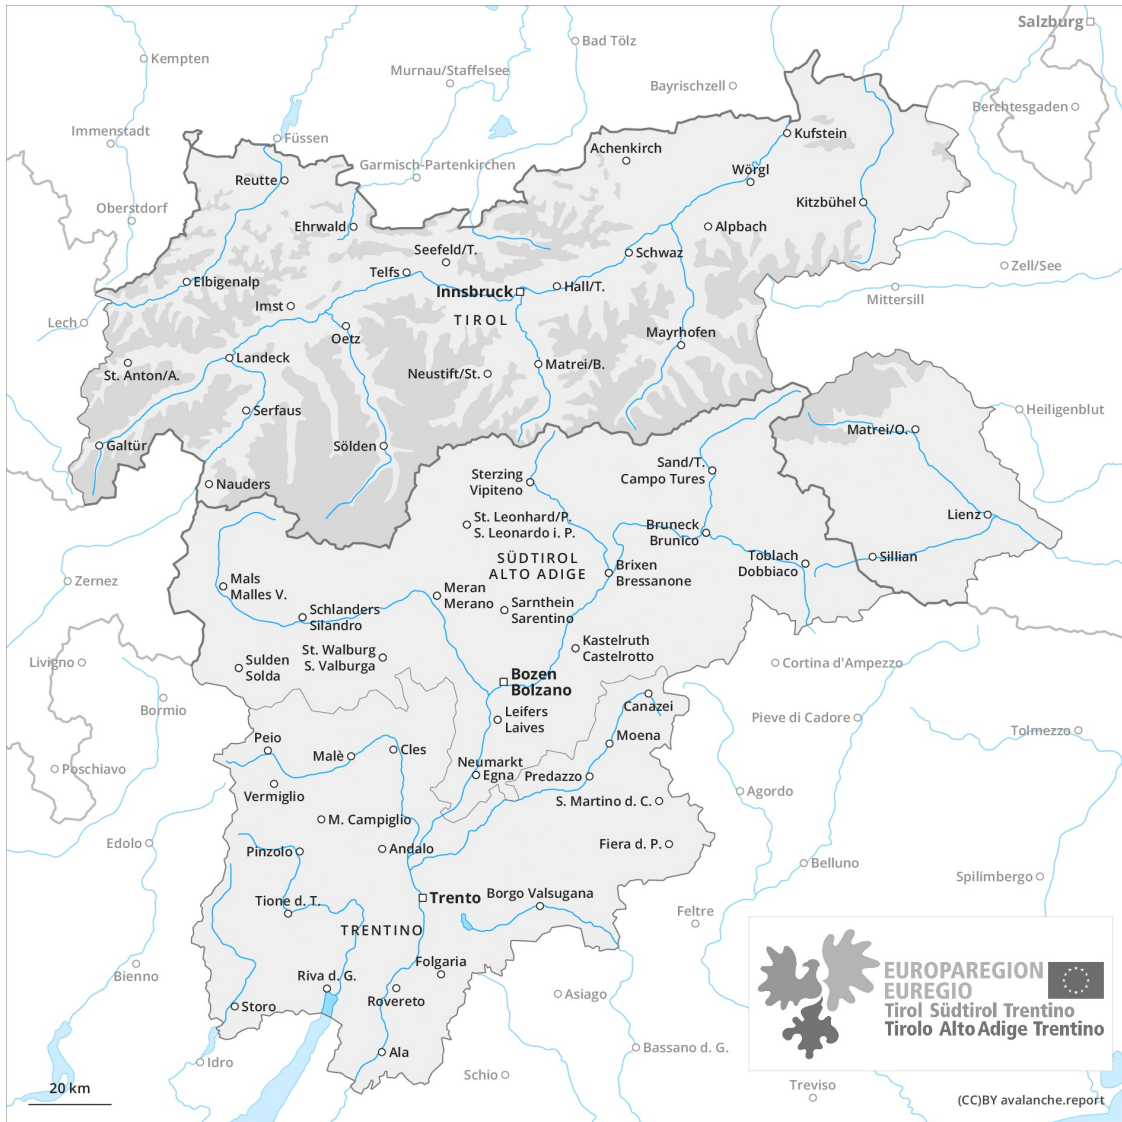 Salzburg
Bad Tölz
Kempten
Murnau/Staffelsee
Bayrischzell
Berchtesgaden
Immenstadt
Füssen
Kufstein
Achenkirch
Garmisch-Partenkirchen
Wörgl
Reutte
Kitzbühel
Oberstdorf
Ehrwald
Alpbach
Seefeld/T.
Schwaz
Zell/See
Telfs
Elbigenalp
Hall/T.
Innsbruck
Mittersill
Imst
Lech
TIROL
Oetz
Mayrhofen
Landeck
Matrei/B.
St. Anton/A.
Neustift/St.
Serfaus
Heiligenblut
Matrei/O.
Galtür
Sölden
Sand/T.
Campo Tures
Sterzing
Vipiteno
Nauders
Lienz
St. Leonhard/P.
S. Leonardo i. P.
Bruneck
Brunico
SÜDTIROL
ALTO ADIGE
Toblach
Dobbiaco
Sillian
Brixen
Bressanone
Zernez
Mals
Malles V.
Meran
Merano
Sarnthein
Sarentino
Schlanders
Silandro
Kastelruth
Castelrotto
St. Walburg
S. Valburga
Livigno
Sulden
Solda
Cortina d'Ampezzo
Bozen
Bolzano
Canazei
Bormio
Leifers
Laives
Pieve di Cadore
Tolmezzo
Moena
Peio
Malè
Cles
Neumarkt
Egna
Predazzo
Poschiavo
Vermiglio
Agordo
S. Martino d. C.
M. Campiglio
Edolo
Fiera d. P.
Pinzolo
Andalo
Belluno
Spilimbergo
Borgo Valsugana
Trento
Tione d. T.
Feltre
TRENTINO
Folgaria
Bienno
Riva d. G.
Rovereto
Asiago
Storo
EUROPAREGION
EUREGIO
Tirol Südtirol Trentino
Tirolo Alto Adige Trentino
Ala
Bassano d. G.
Idro
Schio
Treviso
20 km
(CC)BY avalanche.report